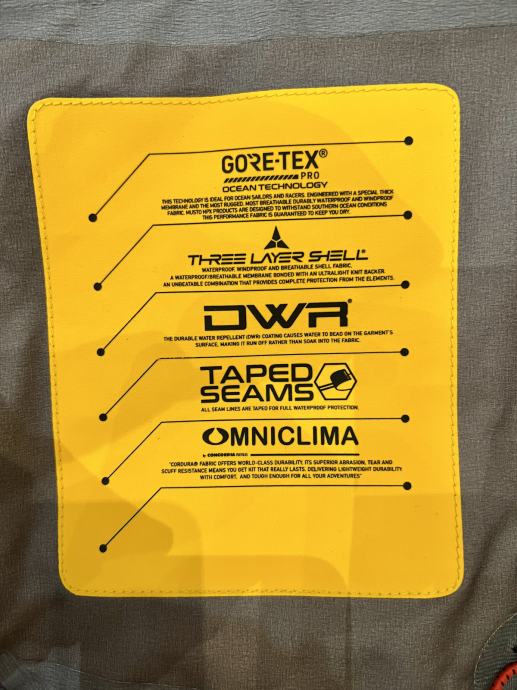 GORE-TEX®
PRO
OCEAN TECHNOLOGY
THIS TECHNOLOGY IS IDEAL FOR OCEAN SAILORS AND RACERS. ENGINEERED WITH A SPECIAL THICK
MEMBRANE AND THE MOST RUGGED, MOST BREATHABLE DURABLY WATERPROOF AND WINDPROOF
FABRIC. MUSTO MPX PRODUCTS ARE DESIGNED TO WITHSTAND SOUTHERN OCEAN CONDITIONS
THIS PERFORMANCE FABRIC IS GUARANTEED TO KEEP YOU DRY.
THREE LAYER SHELL®
WATERPROOF, WINDPROOF AND BREATHABLE SHELL FABRIC.
A WATERPROOF/BREATHABLE MEMBRANE BONDED WITH AN ULTRALIGHT KNIT BACKER.
AN UNBEATABLE COMBINATION THAT PROVIDES COMPLETE PROTECTION FROM THE ELEMENTS.
DWR®
THE DURABLE WATER REPELLENT (DWR) COATING CAUSES WATER TO BEAD ON THE GARMENT'S
SURFACE, MAKING IT RUN OFF RATHER THAN SOAK INTO THE FABRIC.
TAPED
SEAMS
ALL SEAM LINES ARE TAPED FOR FULL WATERPROOF PROTECTION.
OMNICLIMA
by CONCORDIA
"CORDURA® FABRIC OFFERS WORLD-CLASS DURABILITY. ITS SUPERIOR ABRASION, TEAR AND
SCUFF RESISTANCE MEANS YOU GET KIT THAT REALLY LASTS. DELIVERING LIGHTWEIGHT DURABILITY
WITH COMFORT, AND TOUGH ENOUGH FOR ALL YOUR ADVENTURES"